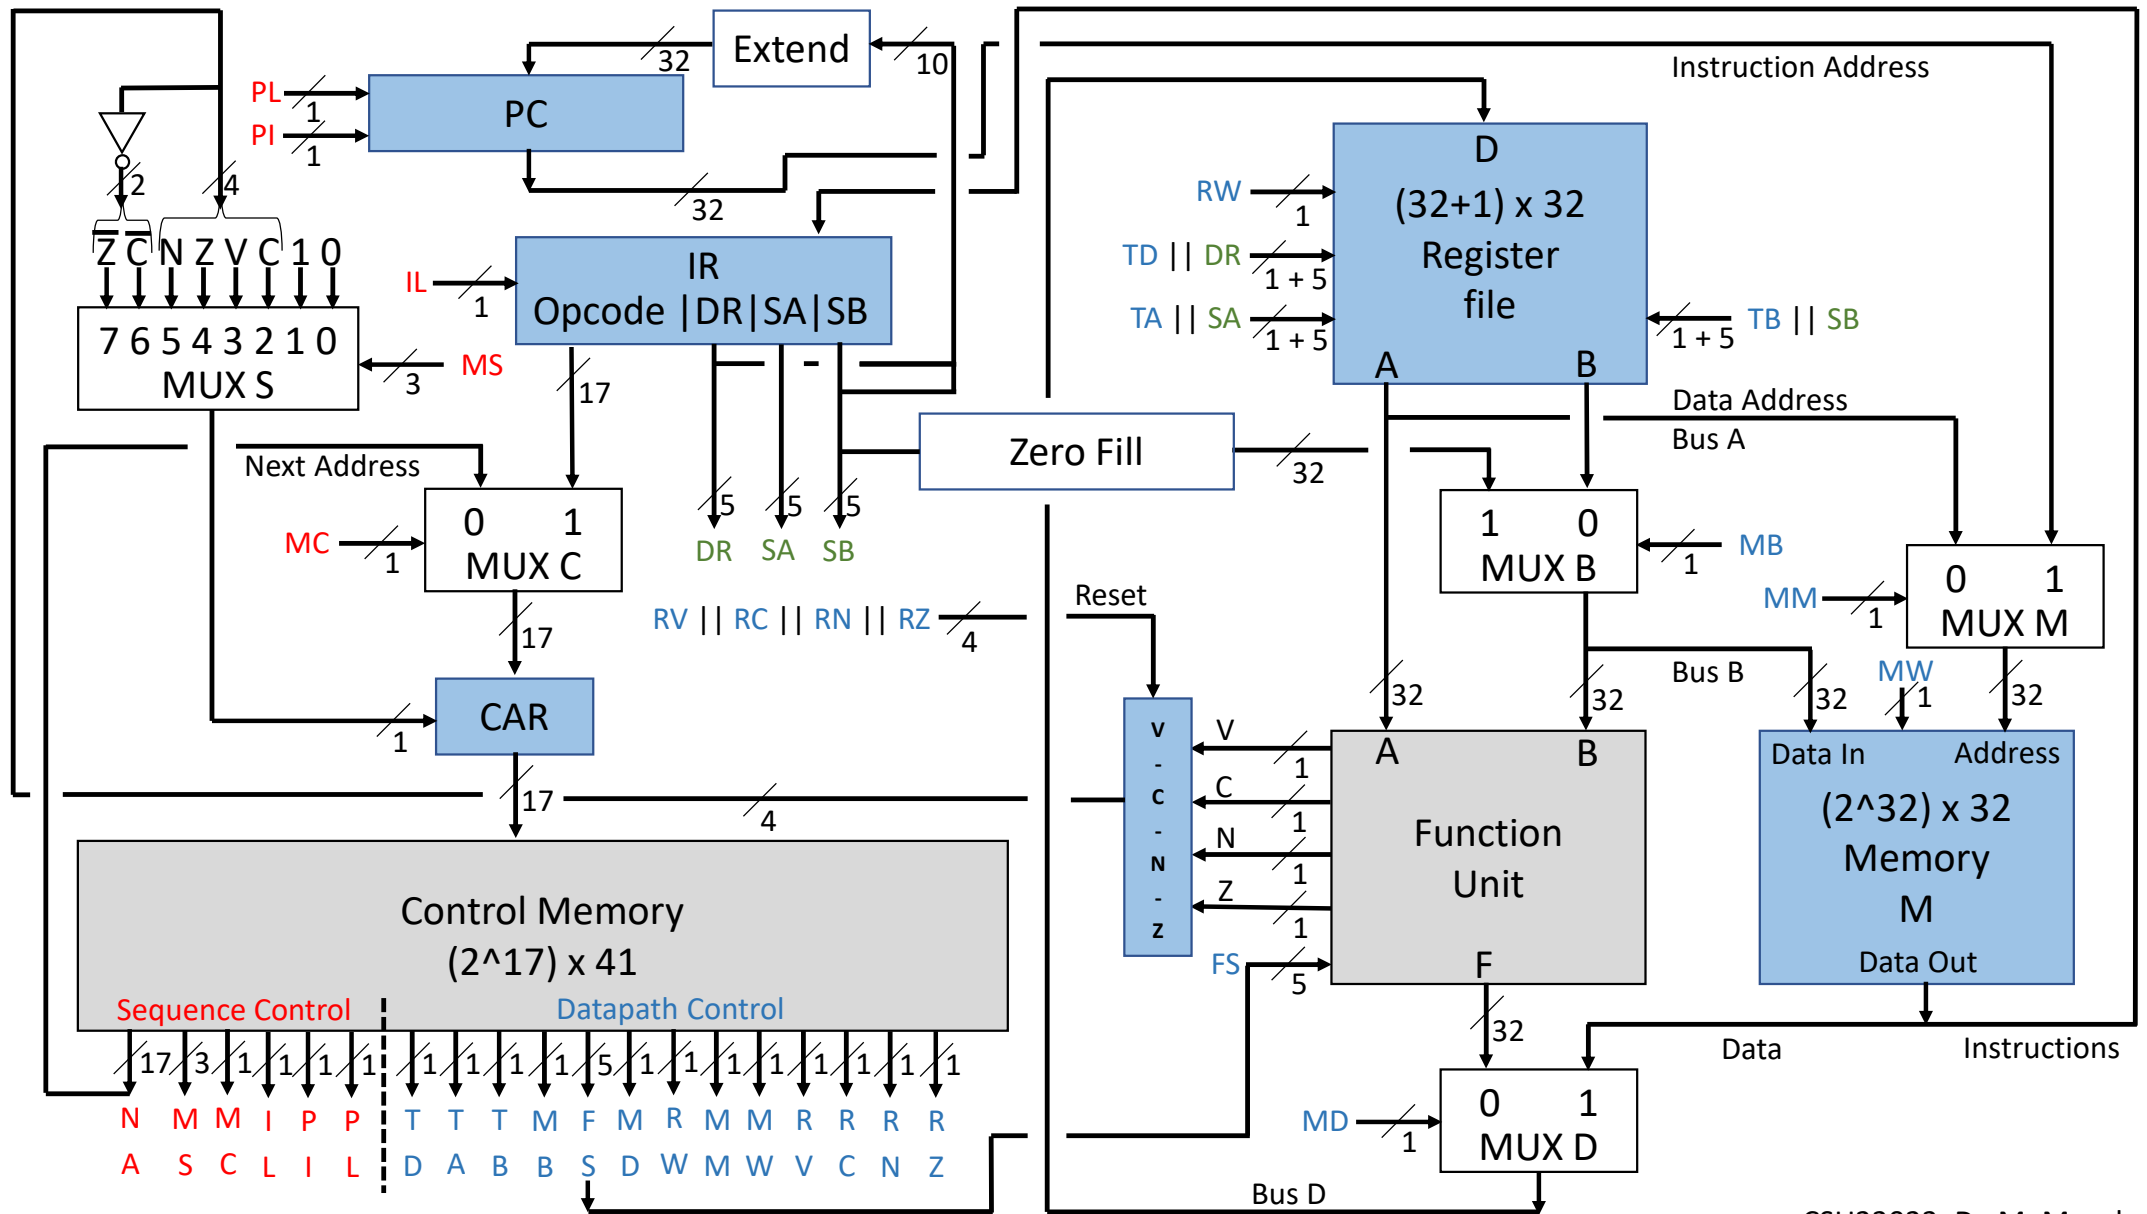 Extend
32
10
Instruction Address
PL
1
PC
PI
1
2
4
32
D
RW
1
(32+1) x 32
Register
file
TD || DR
1 + 5
TA || SA
1 + 5
TB || SB
1 + 5
A
B
Z C N Z V C 1 0
7 6 5 4 3 2 1 0
MUX S
MS
3
IL
1
IR
Opcode |DR|SA|SB
17
Data Address
Bus A
Next Address
Zero Fill
32
0 1
MUX C
MC
1
5
5
5
DR SA SB
1 0
MUX B
MB
1
0 1
MUX M
MM
1
Reset
RV || RC || RN || RZ
4
17
CAR
1
17
4
32
32
Bus B
32
MW
1
32
V
-
C
-
N
-
Z
V
1
C
1
N
1
Z
1
FS
5
A
B
Function
Unit
F
Data In
Address
(2^32) x 32
Memory
M
Data Out
Control Memory
(2^17) x 41
Sequence Control
Datapath Control
17 3 1 1 1 1 1 1 1 1 5 1 1 1 1 1 1 1 1
N M M I P P T T T M F M R M M R R R R
A S C L I L D A B B S D W M W V C N Z
32
Data
Instructions
0 1
MUX D
MD
1
Bus D